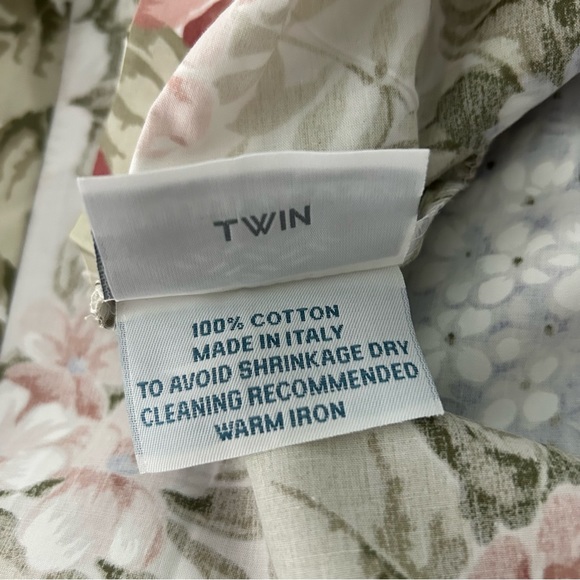 TWIN
100% COTTON
MADE IN ITALY
TO AVOID SHRINKAGE DRY
CLEANING RECOMMENDED
WARM IRON